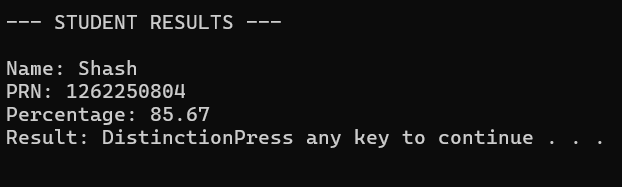 --- STUDENT RESULTS ---
Name: Shash
PRN: 1262250804
Percentage: 85.67
Result: DistinctionPress any key to continue . . .